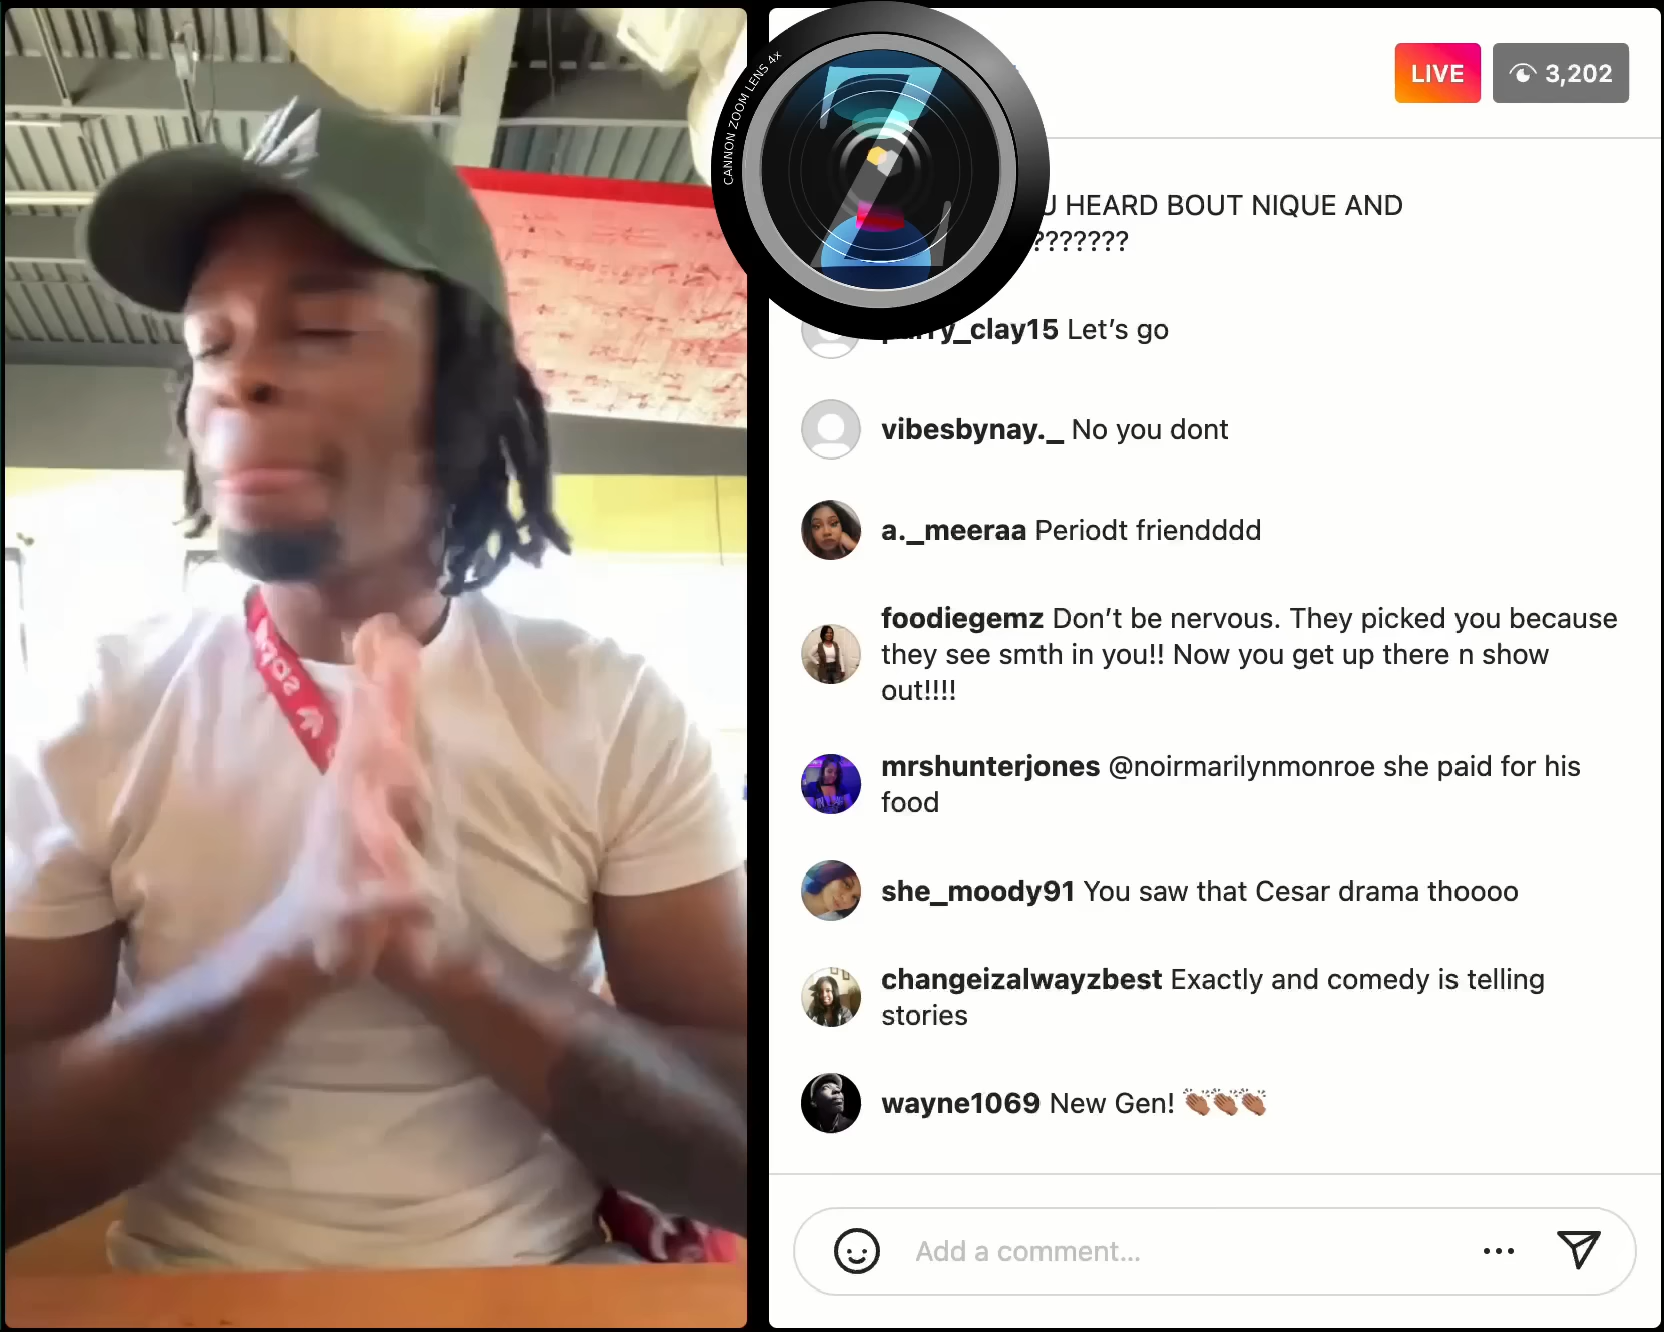 CANNON ZOOM LENS 4x
Z
LIVE
3,202
U HEARD BOUT NIQUE AND
???????
_clay15 Let’s go
vibesbynay._ No you dont
a._meeraa Periodt friendddd
foodiegemz Don’t be nervous. They picked you because
they see smth in you!! Now you get up there n show
out!!!!
mrshunterjones @noirmarilynmonroe she paid for his
food
she_moody91 You saw that Cesar drama thoooo
changeizalwayzbest Exactly and comedy is telling
stories
wayne1069 New Gen! 👏🏽👏🏽👏🏽
Add a comment...